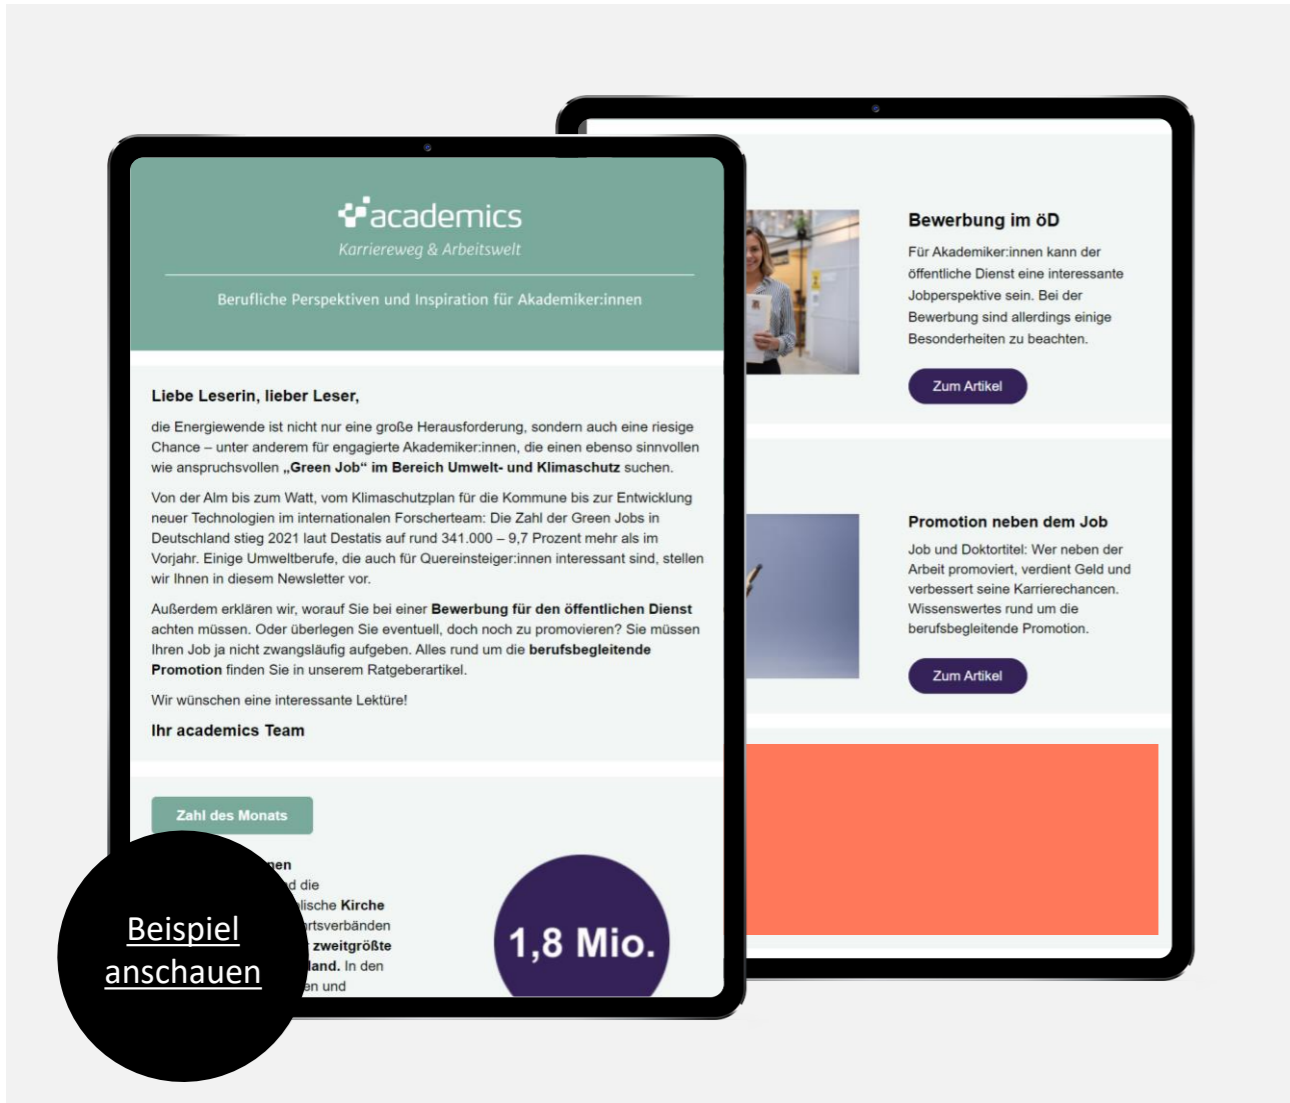 academics
Karriereweg & Arbeitswelt
Berufliche Perspektiven und Inspiration für Akademiker:innen
Liebe Leserin, lieber Leser,
die Energiewende ist nicht nur eine große Herausforderung, sondern auch eine riesige
Chance – unter anderem für engagierte Akademiker:innen, die einen ebenso sinnvollen
wie anspruchsvollen „Green Job“ im Bereich Umwelt- und Klimaschutz suchen.
Von der Alm bis zum Watt, vom Klimaschutzplan für die Kommune bis zur Entwicklung
neuer Technologien im internationalen Forscherteam: Die Zahl der Green Jobs in
Deutschland stieg 2021 laut Destatis auf rund 341.000 – 9,7 Prozent mehr als im
Vorjahr. Einige Umweltberufe, die auch für Quereinsteiger:innen interessant sind, stellen
wir Ihnen in diesem Newsletter vor.
Außerdem erklären wir, worauf Sie bei einer Bewerbung für den öffentlichen Dienst
achten müssen. Oder überlegen Sie eventuell, doch noch zu promovieren? Sie müssen
Ihren Job ja nicht zwangsläufig aufgeben. Alles rund um die berufsbegleitende
Promotion finden Sie in unserem Ratgeberartikel.
Wir wünschen eine interessante Lektüre!
Ihr academics Team
Zahl des Monats
nen
d die
lische Kirche
rtsverbänden
zweitgrößte
land. In den
en und
1,8 Mio.
Beispiel
anschauen
Bewerbung im öD
Für Akademiker:innen kann der
öffentliche Dienst eine interessante
Jobperspektive sein. Bei der
Bewerbung sind allerdings einige
Besonderheiten zu beachten.
Zum Artikel
Promotion neben dem Job
Job und Doktortitel: Wer neben der
Arbeit promoviert, verdient Geld und
verbessert seine Karrierechancen.
Wissenswertes rund um die
berufsbegleitende Promotion.
Zum Artikel